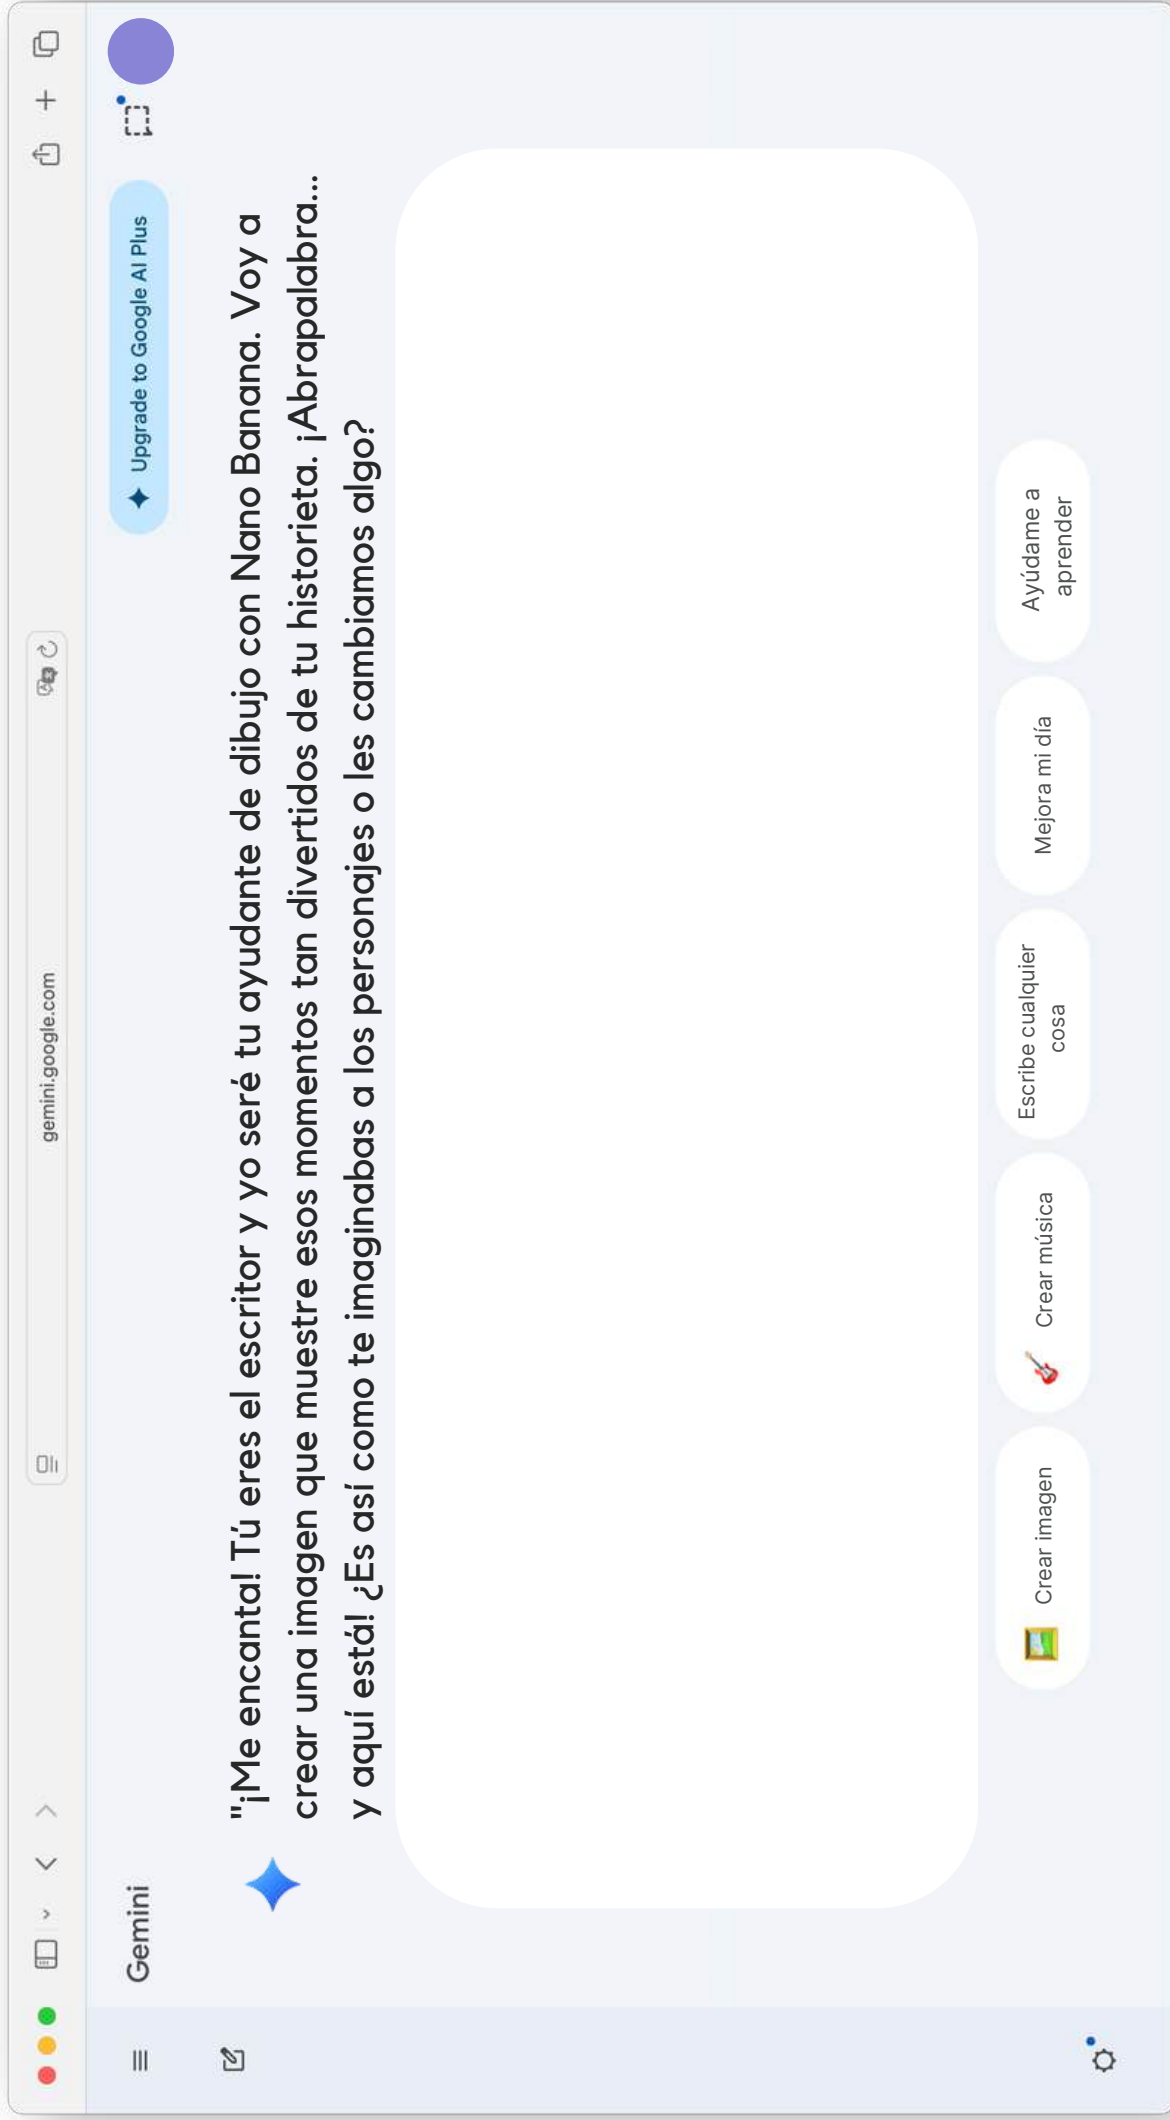 gemini.google.com
Gemini
Upgrade to Google AI Plus
"¡Me encanta! Tú eres el escritor y yo seré tu ayudante de dibujo con Nano Banana. Voy a
crear una imagen que muestre esos momentos tan divertidos de tu historieta. ¡Abrapalabra...
y aquí está! ¿Es así como te imaginabas a los personajes o les cambiamos algo?
Crear imagen
Crear música
Escribe cualquier
cosa
Mejora mi día
Ayúdame a
aprender